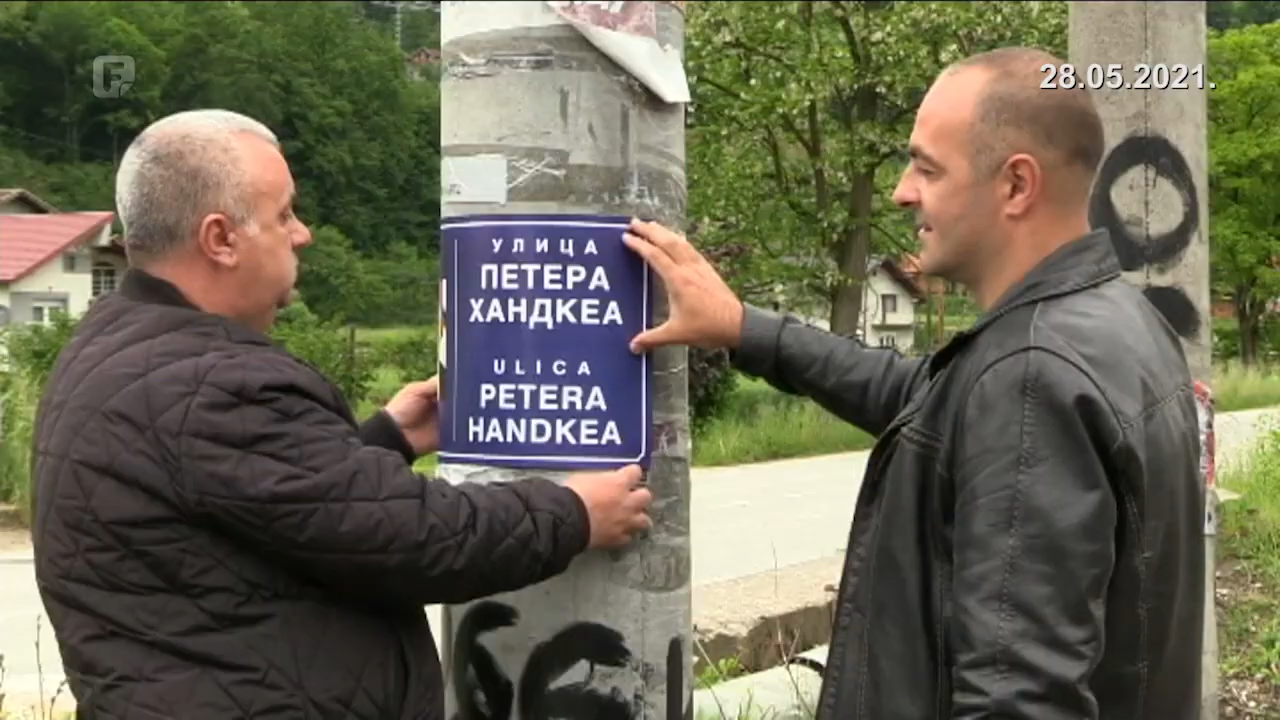 28.05.2021.
УЛИЦА
ПЕТЕРА
ХАНДКЕА
ULICA
PETERA
HANDKEA